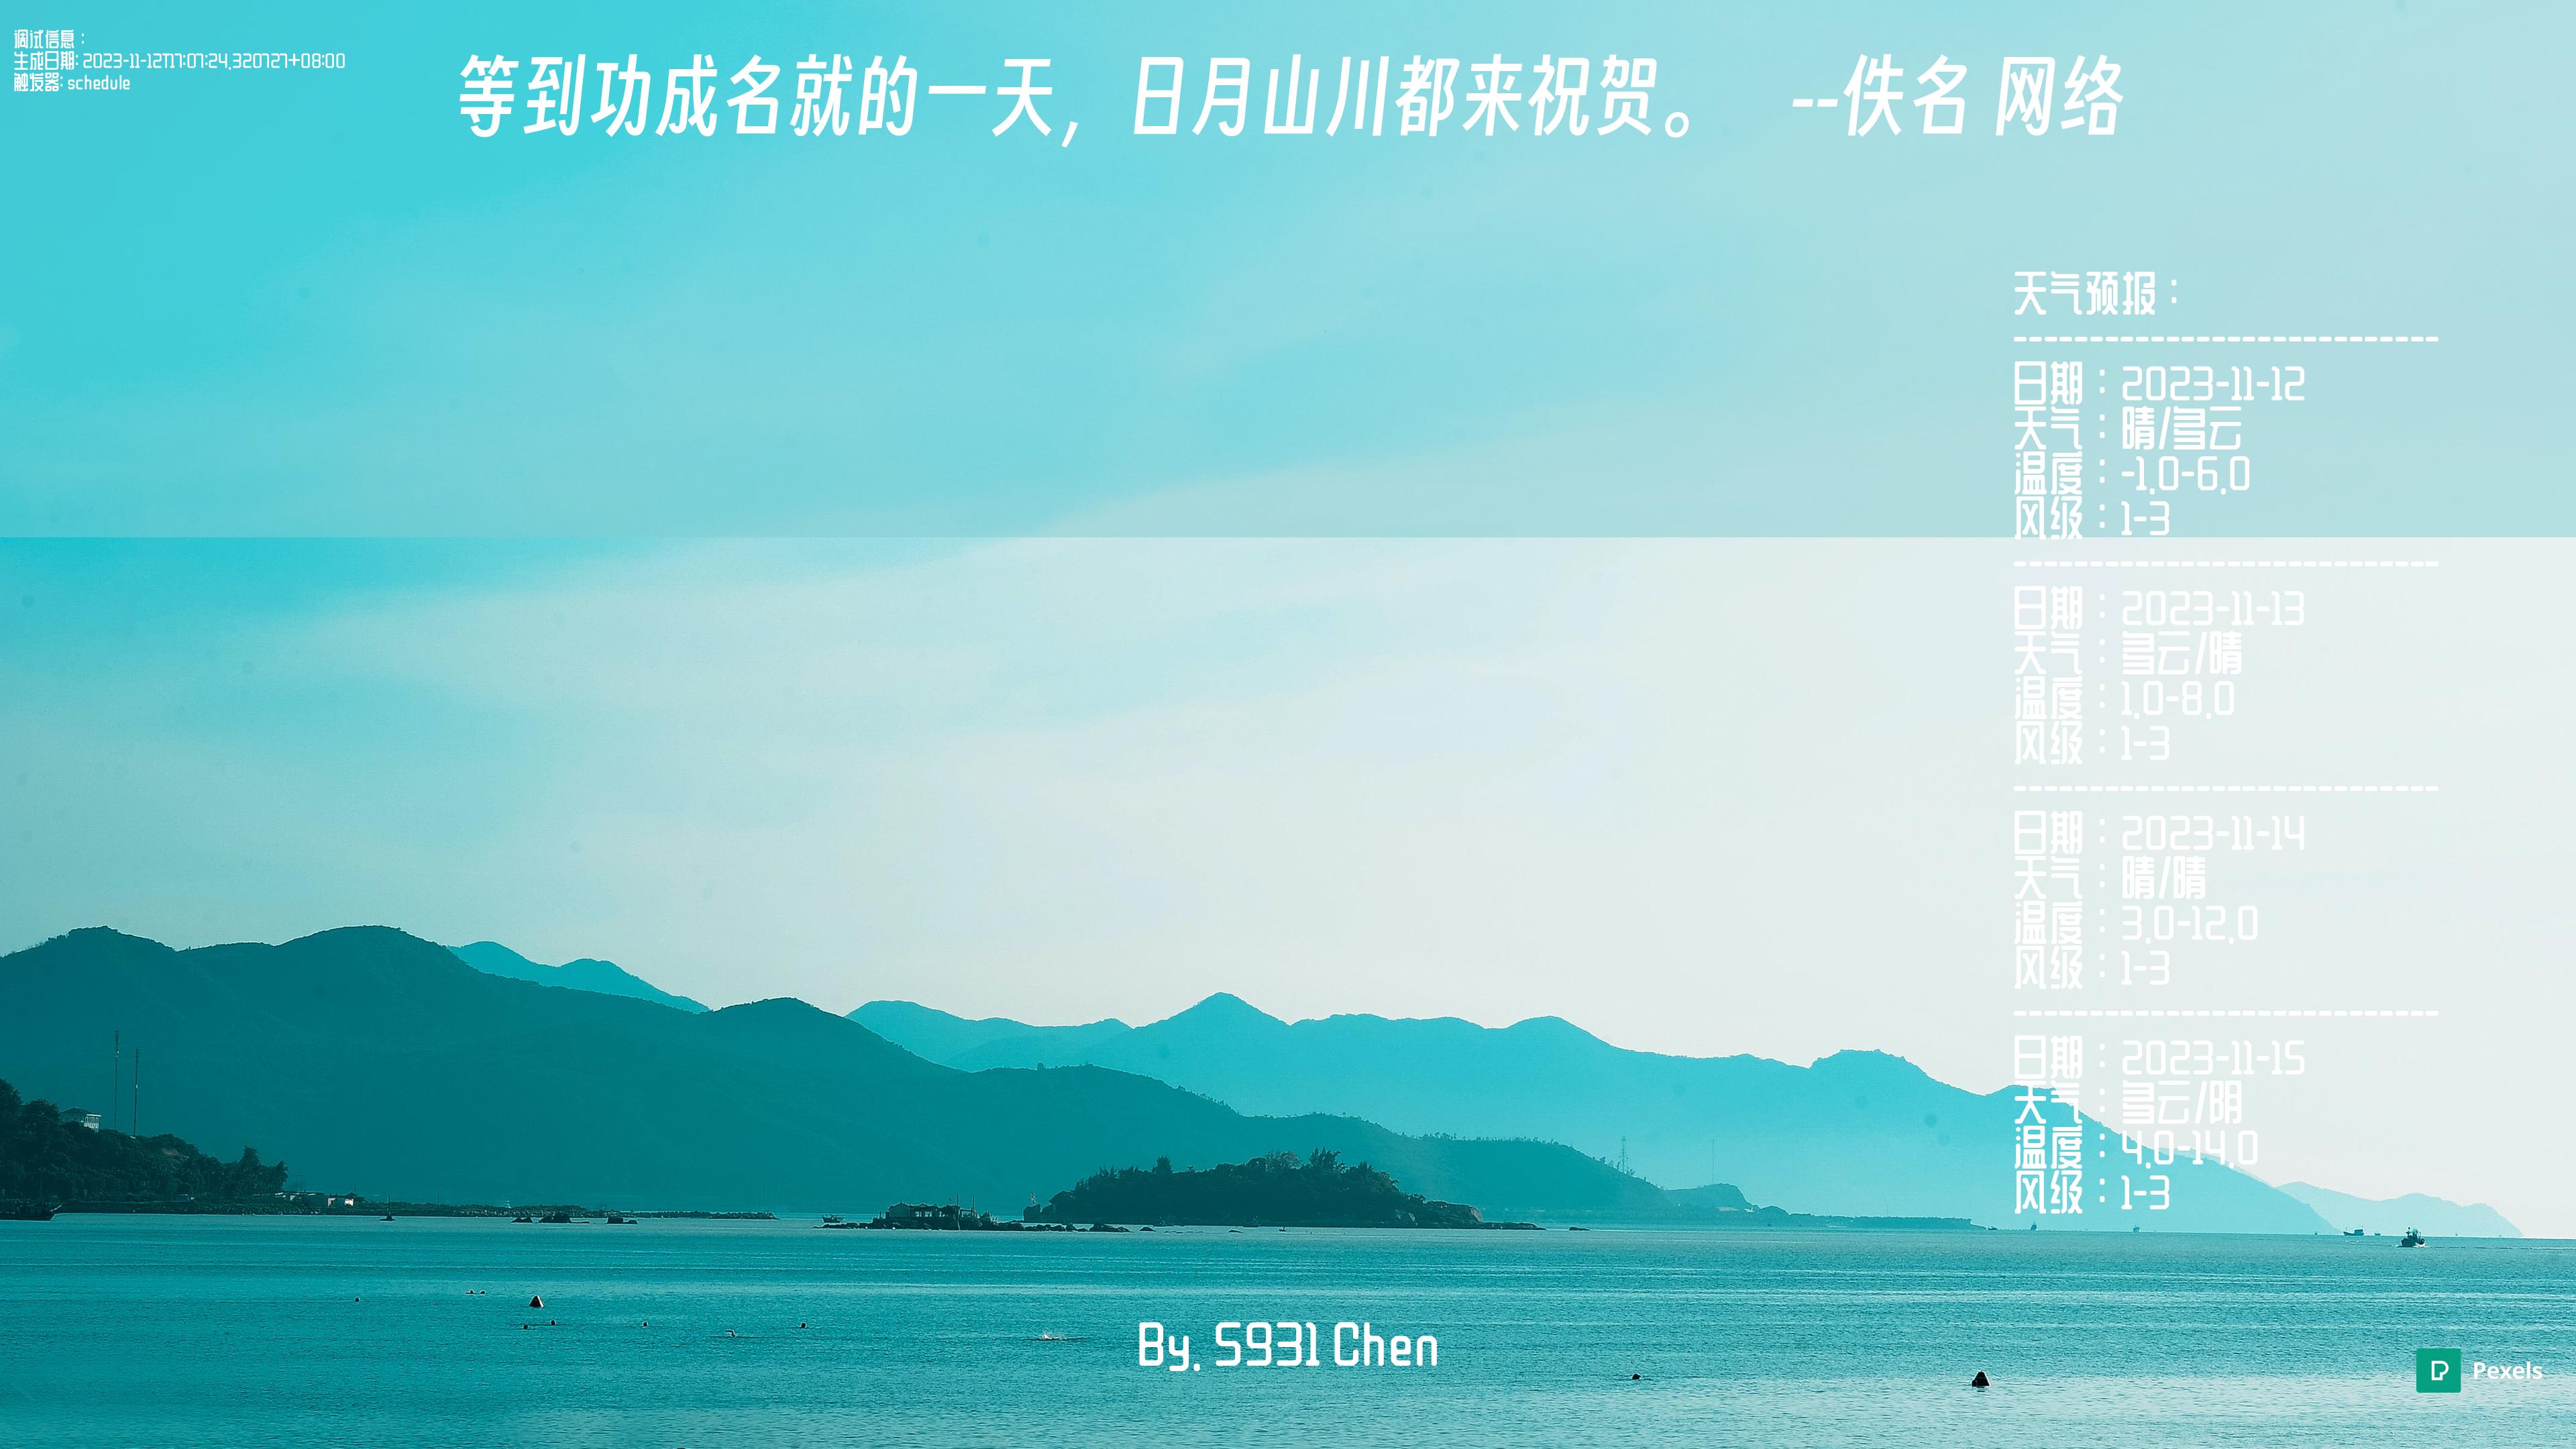 调试信息：
生成日期: 2023-11-12T17:07:24.320727+08:00
触发器: schedule
等到功成名就的一天，日月山川都来祝贺。 --佚名 网络
天气预报：
----------------------------
日期：2023-11-12
天气：晴/多云
温度：-1.0-6.0
风级：1-3
----------------------------
日期：2023-11-13
天气：多云/晴
温度：1.0-8.0
风级：1-3
----------------------------
日期：2023-11-14
天气：晴/晴
温度：3.0-12.0
风级：1-3
----------------------------
日期：2023-11-15
天气：多云/阴
温度：4.0-14.0
风级：1-3
By. S931 Chen
Pexels